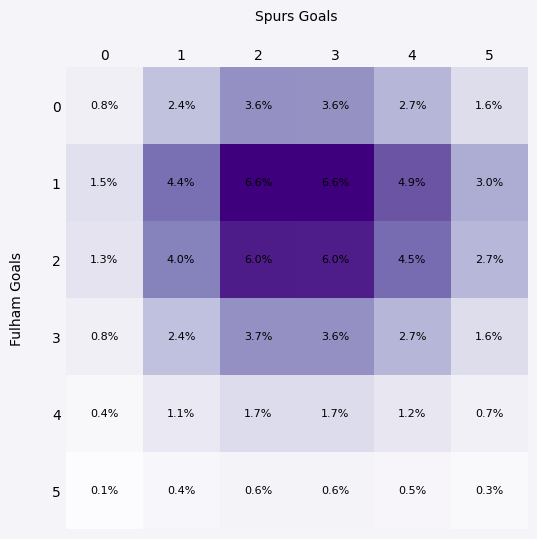 Spurs Goals
0 1 2 3 4 5
0 0.8% 2.4% 3.6% 3.6% 2.7% 1.6%
1 1.5% 4.4% 6.6% 6.6% 4.9% 3.0%
2 1.3% 4.0% 6.0% 6.0% 4.5% 2.7%
3 0.8% 2.4% 3.7% 3.6% 2.7% 1.6%
4 0.4% 1.1% 1.7% 1.7% 1.2% 0.7%
5 0.1% 0.4% 0.6% 0.6% 0.5% 0.3%
Fulham Goals